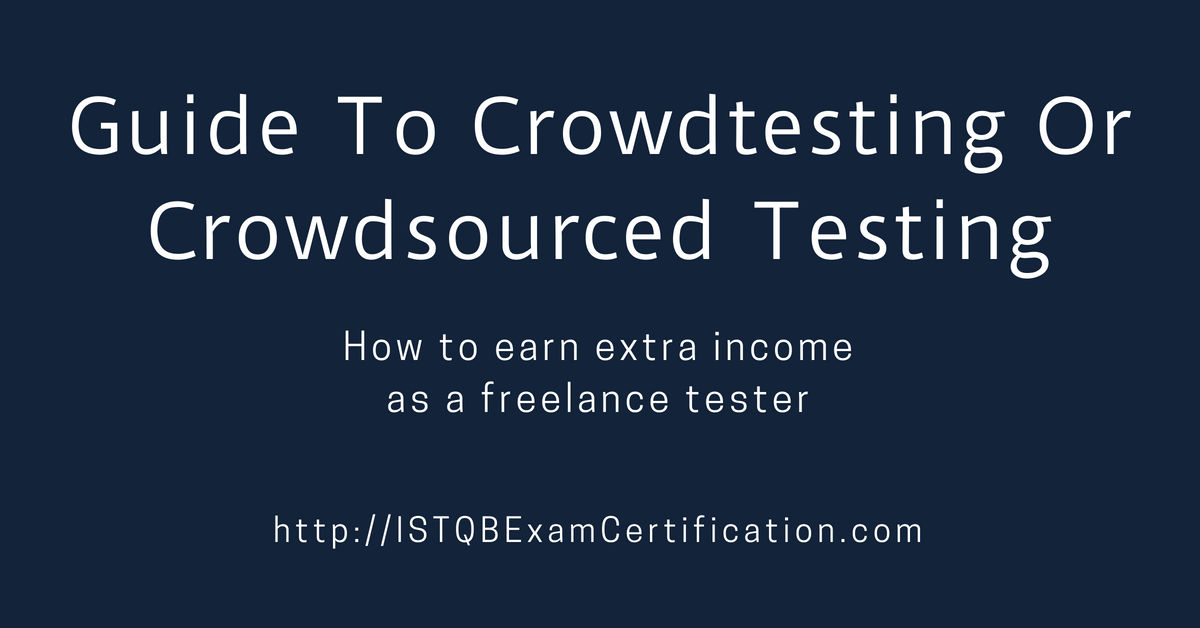 Guide To Crowdtesting Or
Crowdsourced Testing
How to earn extra income
as a freelance tester
http://ISTQBExamCertification.com